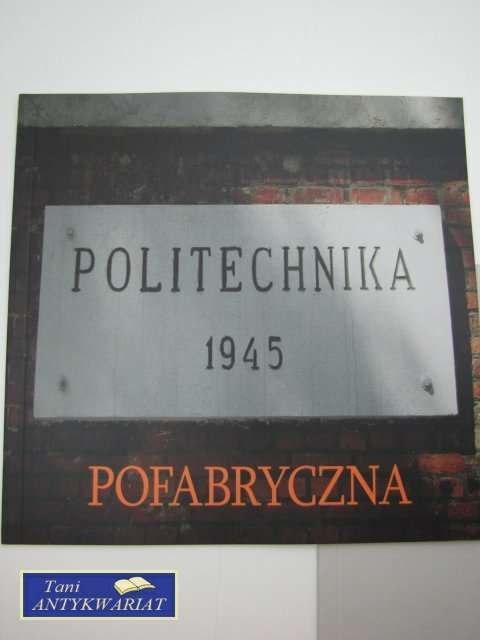 POLITECHNIKA
1945
POFABRYCZNA
Tani
ANTYKWARIAT